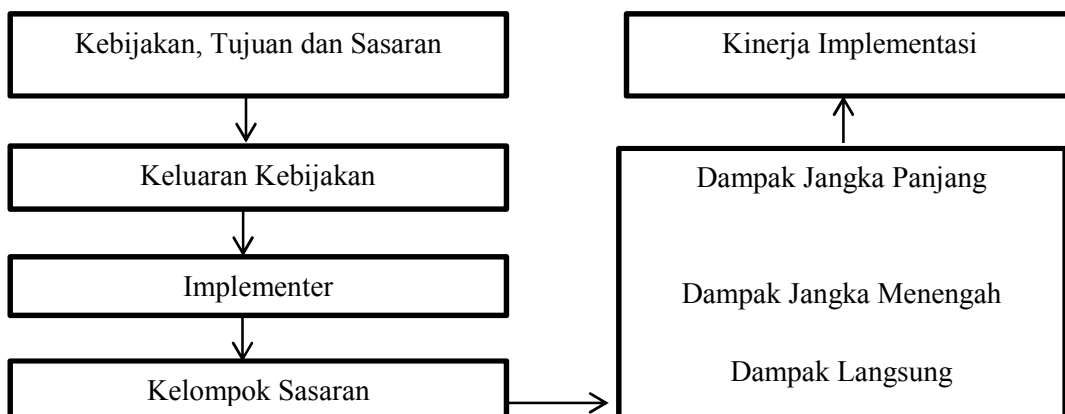 Kebijakan, Tujuan dan Sasaran
Keluaran Kebijakan
Implementer
Kelompok Sasaran
Kinerja Implementasi
Dampak Jangka Panjang
Dampak Jangka Menengah
Dampak Langsung